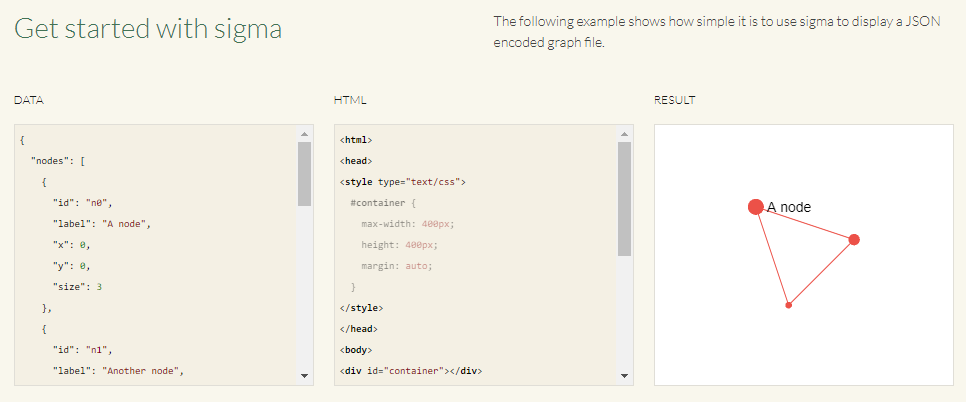 Get started with sigma
The following example shows how simple it is to use sigma to display a JSON
encoded graph file.
DATA
{
"nodes": [
{
"id": "n0",
"label": "A node",
"x": 0,
"y": 0,
"size": 3
},
{
"id": "n1",
"label": "Another node",
HTML
<html>
<head>
<style type="text/css">
#container {
max-width: 400px;
height: 400px;
margin: auto;
}
</style>
</head>
<body>
<div id="container"></div>
RESULT
A node